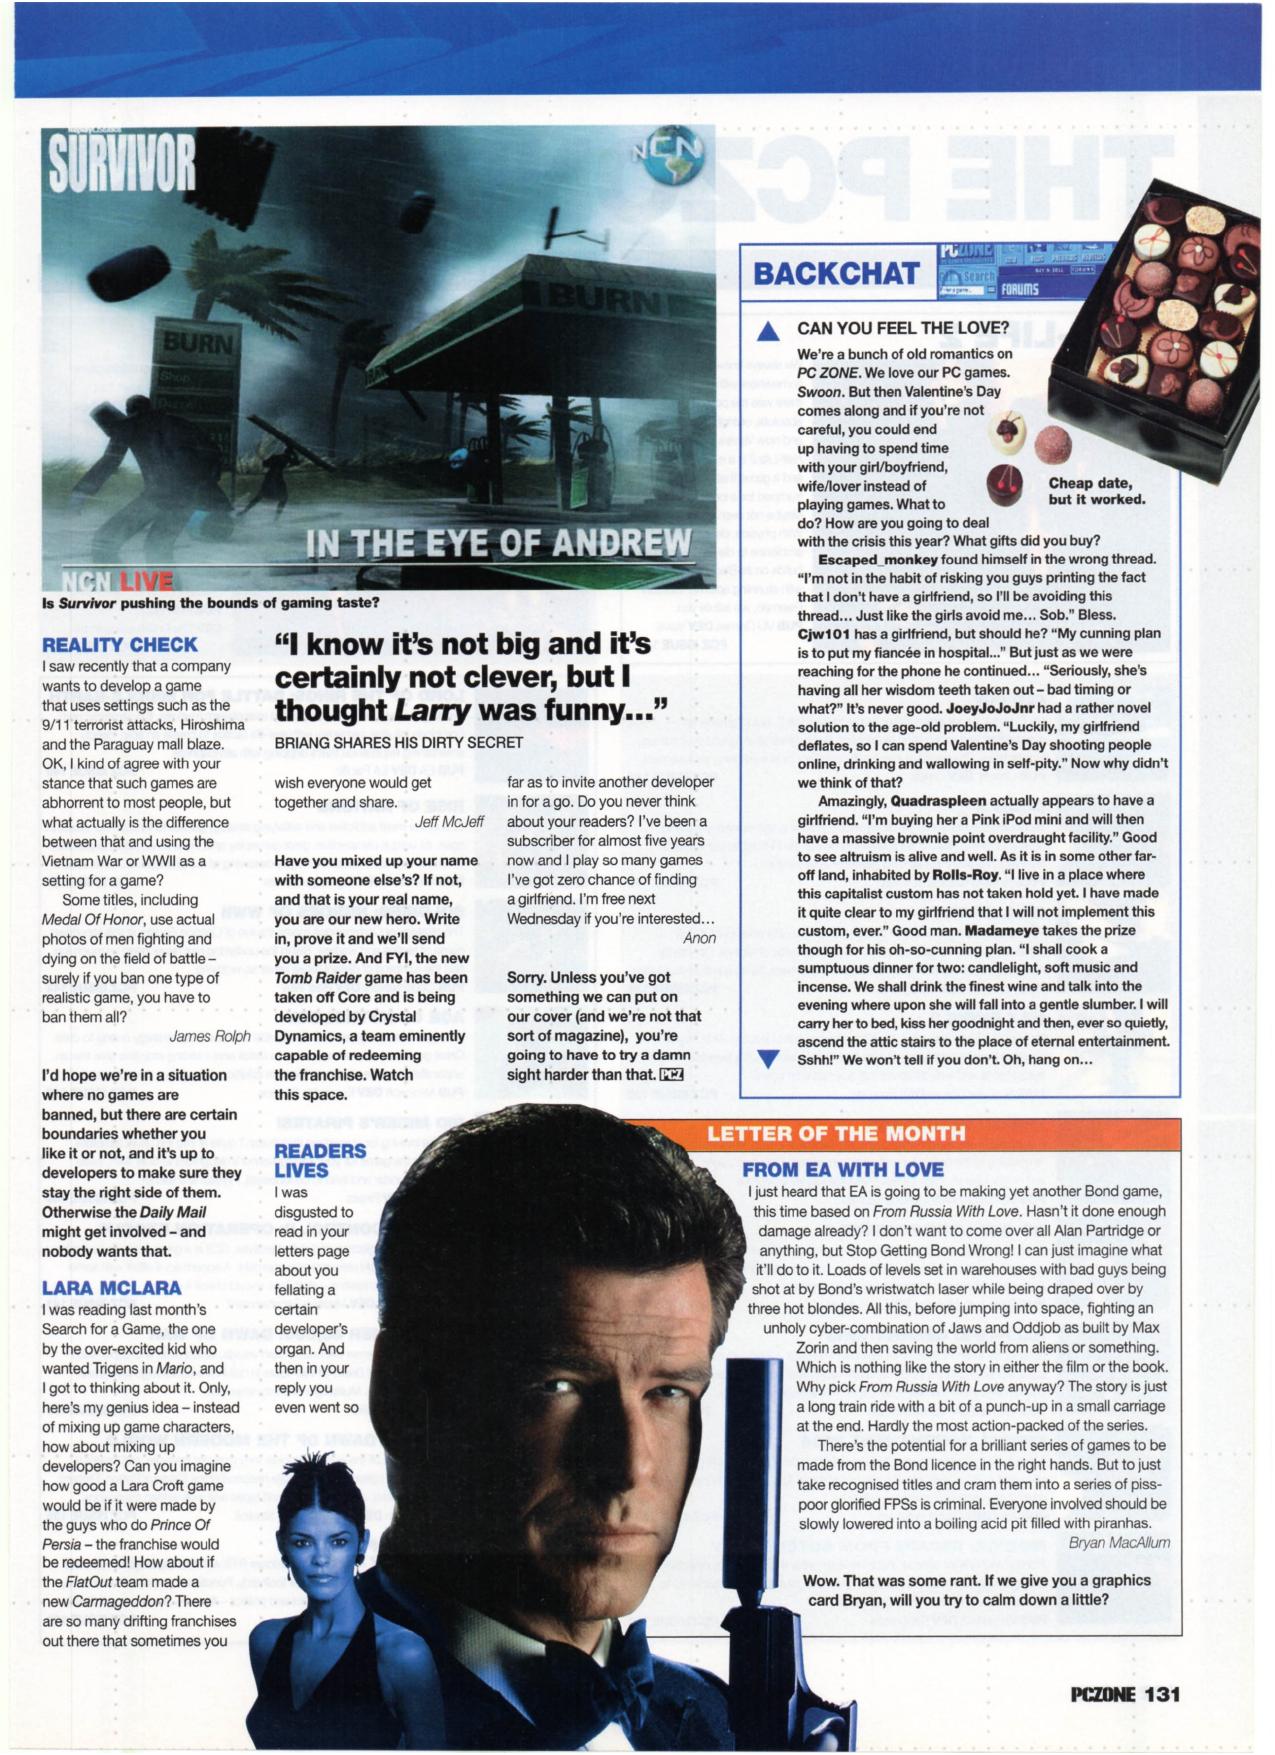 SURVIVOR
NCN
BURN
BURN
Shop
IN THE EYE OF ANDREW
NCN LIVE
Is Survivor pushing the bounds of gaming taste?
REALITY CHECK
I saw recently that a company
wants to develop a game
that uses settings such as the
9/11 terrorist attacks, Hiroshima
and the Paraguay mall blaze.
OK, I kind of agree with your
stance that such games are
abhorrent to most people, but
what actually is the difference
between that and using the
Vietnam War or WWII as a
setting for a game?
Some titles, including
Medal Of Honor, use actual
photos of men fighting and
dying on the field of battle –
surely if you ban one type of
realistic game, you have to
ban them all?
James Rolph
I'd hope we're in a situation
where no games are
banned, but there are certain
boundaries whether you
like it or not, and it's up to
developers to make sure they
stay the right side of them.
Otherwise the Daily Mail
might get involved – and
nobody wants that.
LARA MCLARA
I was reading last month's
Search for a Game, the one
by the over-excited kid who
wanted Trigens in Mario, and
I got to thinking about it. Only,
here's my genius idea – instead
of mixing up game characters,
how about mixing up
developers? Can you imagine
how good a Lara Croft game
would be if it were made by
the guys who do Prince Of
Persia – the franchise would
be redeemed! How about if
the FlatOut team made a
new Carmageddon? There
are so many drifting franchises
out there that sometimes you
"I know it's not big and it's
certainly not clever, but I
thought Larry was funny..."
BRIANG SHARES HIS DIRTY SECRET
wish everyone would get
together and share.
Jeff McJeff
Have you mixed up your name
with someone else's? If not,
and that is your real name,
you are our new hero. Write
in, prove it and we'll send
you a prize. And FYI, the new
Tomb Raider game has been
taken off Core and is being
developed by Crystal
Dynamics, a team eminently
capable of redeeming
the franchise. Watch
this space.
READERS
LIVES
I was
disgusted to
read in your
letters page
about you
fellating a
certain
developer's
organ. And
then in your
reply you
even went so
far as to invite another developer
in for a go. Do you never think
about your readers? I've been a
subscriber for almost five years
now and I play so many games
I've got zero chance of finding
a girlfriend. I'm free next
Wednesday if you're interested...
Anon
Sorry. Unless you've got
something we can put on
our cover (and we're not that
sort of magazine), you're
going to have to try a damn
sight harder than that. PCZ
BACKCHAT
PCZONE
Search
FORUMS
CAN YOU FEEL THE LOVE?
We're a bunch of old romantics on
PC ZONE. We love our PC games.
Swoon. But then Valentine's Day
comes along and if you're not
careful, you could end
up having to spend time
with your girl/boyfriend,
wife/lover instead of
playing games. What to
do? How are you going to deal
with the crisis this year? What gifts did you buy?
Cheap date,
but it worked.
Escaped_monkey found himself in the wrong thread.
"I'm not in the habit of risking you guys printing the fact
that I don't have a girlfriend, so I'll be avoiding this
thread... Just like the girls avoid me... Sob." Bless.
Cjw101 has a girlfriend, but should he? "My cunning plan
is to put my fiancée in hospital..." But just as we were
reaching for the phone he continued... "Seriously, she's
having all her wisdom teeth taken out – bad timing or
what?" It's never good. JoeyJoJoJnr had a rather novel
solution to the age-old problem. "Luckily, my girlfriend
deflates, so I can spend Valentine's Day shooting people
online, drinking and wallowing in self-pity." Now why didn't
we think of that?
Amazingly, Quadraspleen actually appears to have a
girlfriend. "I'm buying her a Pink iPod mini and will then
have a massive brownie point overdraught facility." Good
to see altruism is alive and well. As it is in some other far-
off land, inhabited by Rolls-Roy. "I live in a place where
this capitalist custom has not taken hold yet. I have made
it quite clear to my girlfriend that I will not implement this
custom, ever." Good man. Madameye takes the prize
though for his oh-so-cunning plan. "I shall cook a
sumptuous dinner for two: candlelight, soft music and
incense. We shall drink the finest wine and talk into the
evening where upon she will fall into a gentle slumber. I will
carry her to bed, kiss her goodnight and then, ever so quietly,
ascend the attic stairs to the place of eternal entertainment.
Sshh!" We won't tell if you don't. Oh, hang on...
LETTER OF THE MONTH
FROM EA WITH LOVE
I just heard that EA is going to be making yet another Bond game,
this time based on From Russia With Love. Hasn't it done enough
damage already? I don't want to come over all Alan Partridge or
anything, but Stop Getting Bond Wrong! I can just imagine what
it'll do to it. Loads of levels set in warehouses with bad guys being
shot at by Bond's wristwatch laser while being draped over by
three hot blondes. All this, before jumping into space, fighting an
unholy cyber-combination of Jaws and Oddjob as built by Max
Zorin and then saving the world from aliens or something.
Which is nothing like the story in either the film or the book.
Why pick From Russia With Love anyway? The story is just
a long train ride with a bit of a punch-up in a small carriage
at the end. Hardly the most action-packed of the series.
There's the potential for a brilliant series of games to be
made from the Bond licence in the right hands. But to just
take recognised titles and cram them into a series of piss-
poor glorified FPSs is criminal. Everyone involved should be
slowly lowered into a boiling acid pit filled with piranhas.
Bryan MacAllum
Wow. That was some rant. If we give you a graphics
card Bryan, will you try to calm down a little?
PCZONE 131